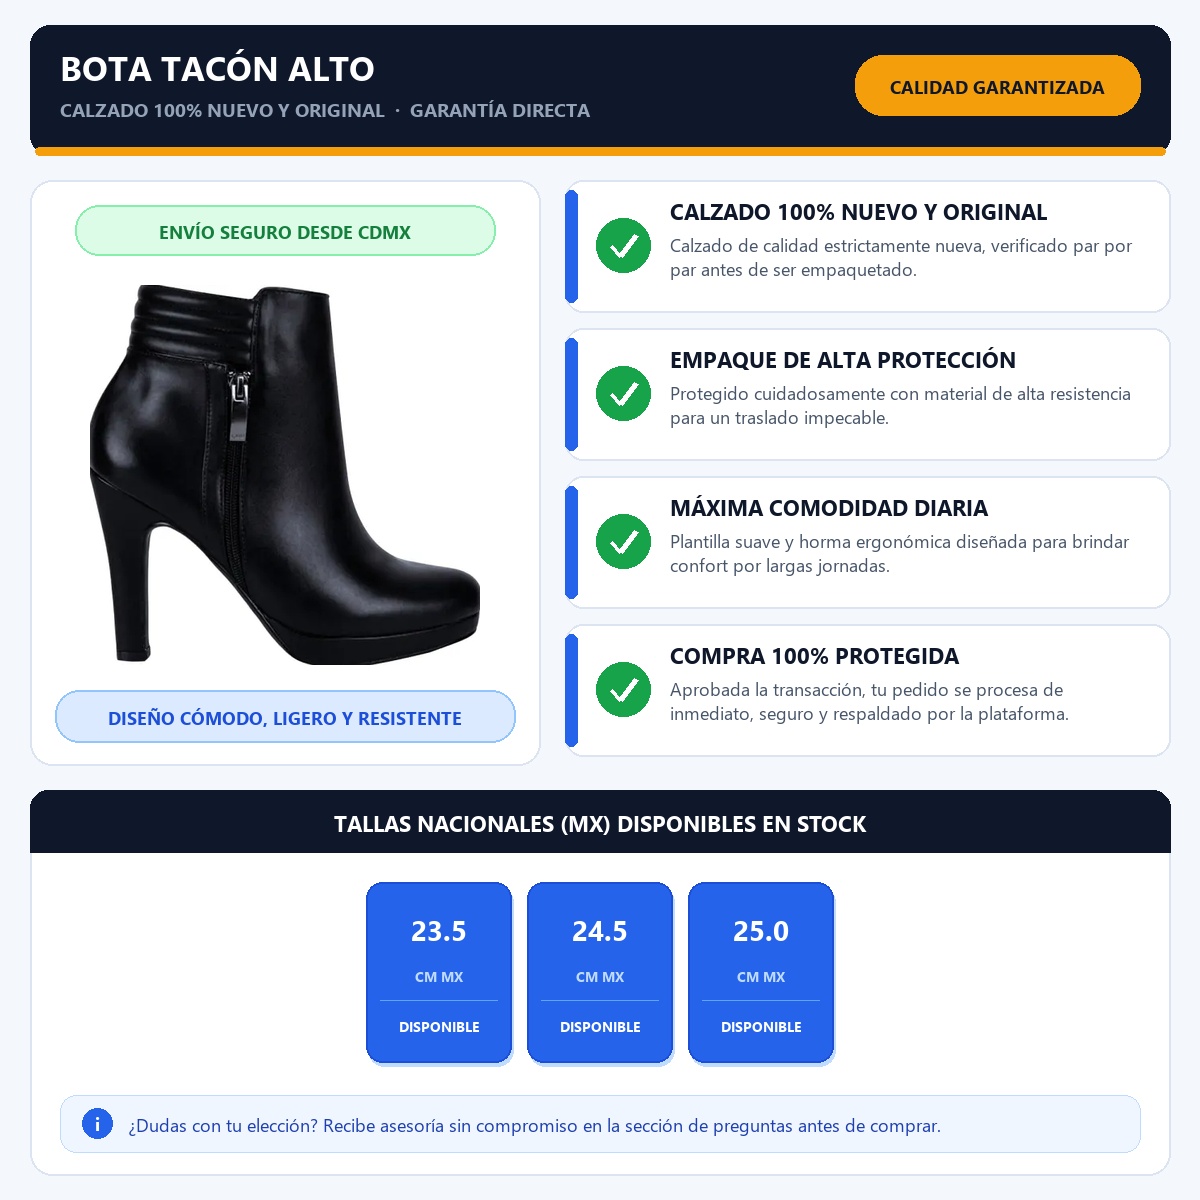 BOTA TACÓN ALTO
CALZADO 100% NUEVO Y ORIGINAL · GARANTÍA DIRECTA
CALIDAD GARANTIZADA
ENVÍO SEGURO DESDE CDMX
DISEÑO CÓMODO, LIGERO Y RESISTENTE
CALZADO 100% NUEVO Y ORIGINAL
Calzado de calidad estrictamente nueva, verificado par por
par antes de ser empaquetado.
EMPAQUE DE ALTA PROTECCIÓN
Protegido cuidadosamente con material de alta resistencia
para un traslado impecable.
MÁXIMA COMODIDAD DIARIA
Plantilla suave y horma ergonómica diseñada para brindar
confort por largas jornadas.
COMPRA 100% PROTEGIDA
Aprobada la transacción, tu pedido se procesa de
inmediato, seguro y respaldado por la plataforma.
TALLAS NACIONALES (MX) DISPONIBLES EN STOCK
23.5
CM MX
DISPONIBLE
24.5
CM MX
DISPONIBLE
25.0
CM MX
DISPONIBLE
¿Dudas con tu elección? Recibe asesoría sin compromiso en la sección de preguntas antes de comprar.